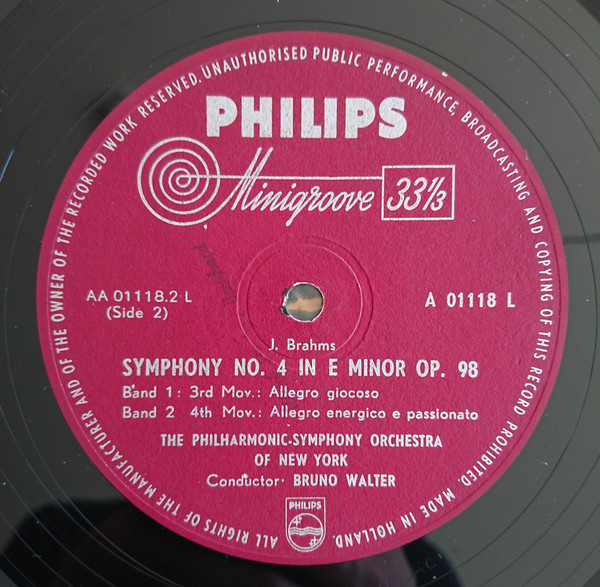 ALL RIGHTS OF THE MANUFACTURER AND OF THE OWNER OF THE RECORDED WORK RESERVED. UNAUTHORISED PUBLIC PERFORMANCE, BROADCASTING AND COPYING OF THIS RECORD PROHIBITED. MADE IN HOLLAND.
PHILIPS
Minigroove 33⅓
AA 01118.2 L
(Side 2)
A 01118 L
J. Brahms
SYMPHONY NO. 4 IN E MINOR OP. 98
Band 1: 3rd Mov.: Allegro giocoso
Band 2 4th Mov.: Allegro energico e passionato
THE PHILHARMONIC-SYMPHONY ORCHESTRA
OF NEW YORK
Conductor: BRUNO WALTER
PHILIPS